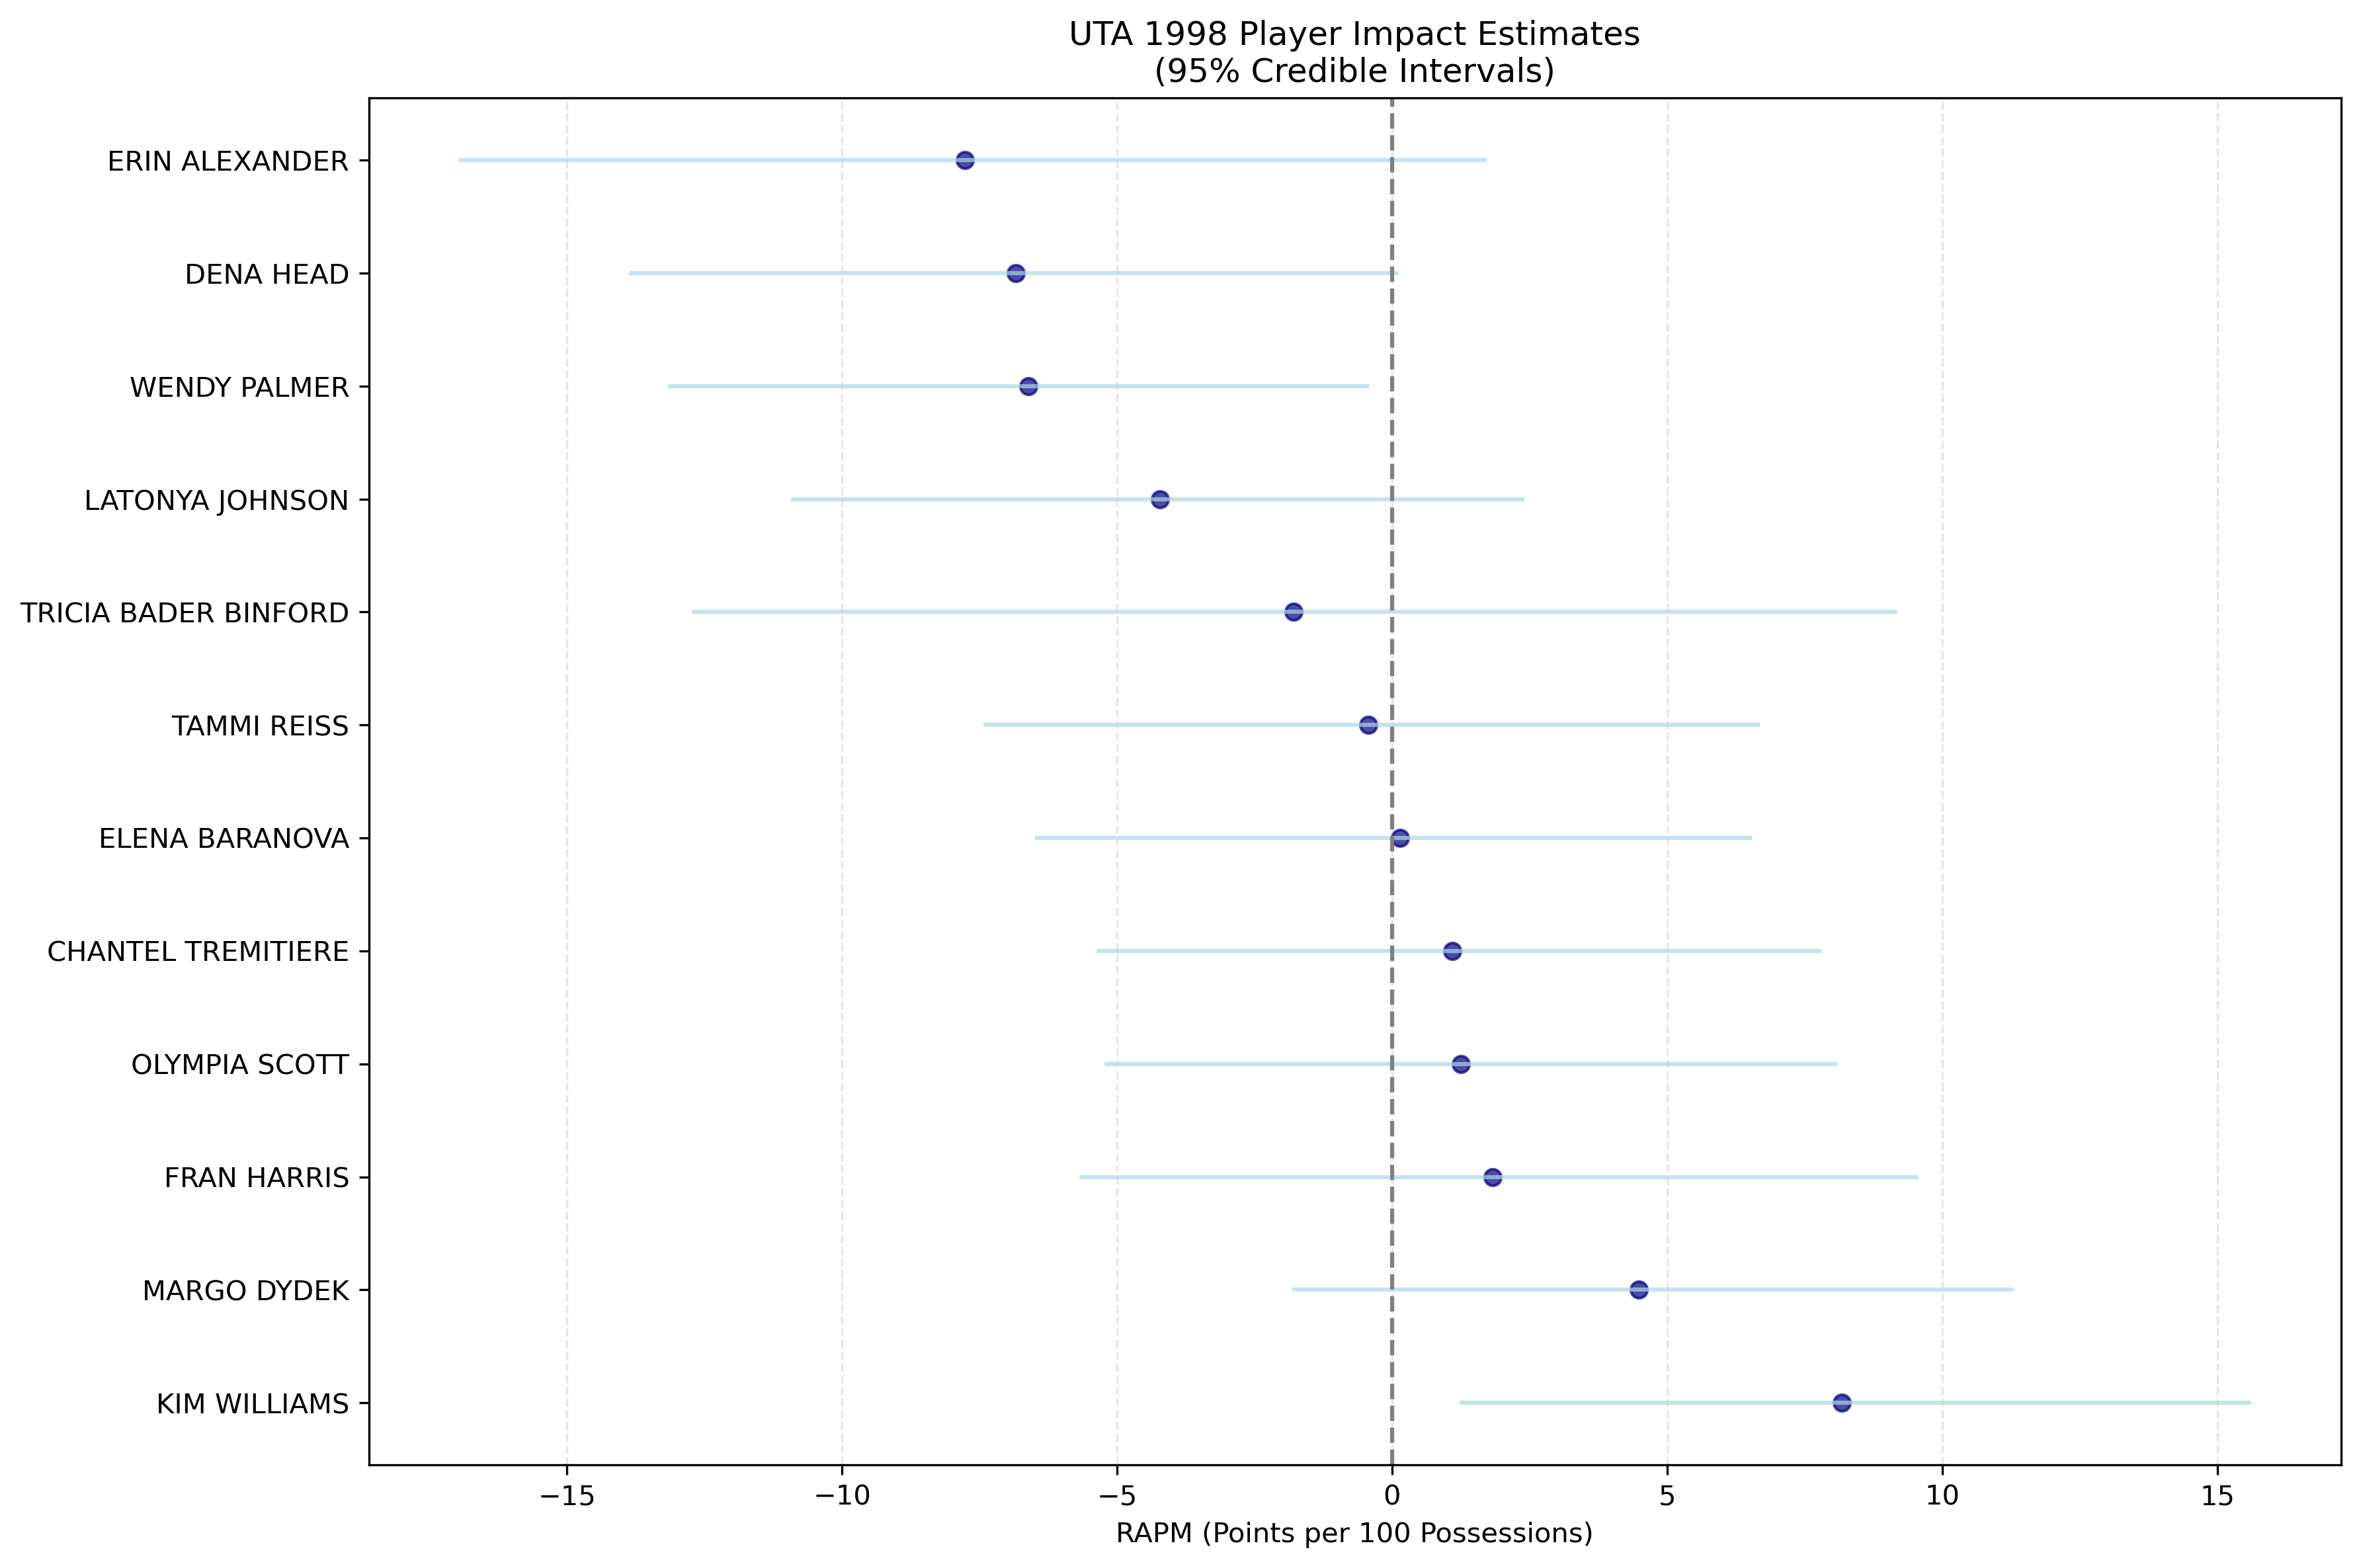 UTA 1998 Player Impact Estimates
(95% Credible Intervals)
ERIN ALEXANDER
DENA HEAD
WENDY PALMER
LATONYA JOHNSON
TRICIA BADER BINFORD
TAMMI REISS
ELENA BARANOVA
CHANTEL TREMITIERE
OLYMPIA SCOTT
FRAN HARRIS
MARGO DYDEK
KIM WILLIAMS
−15 −10 −5 0 5 10 15
RAPM (Points per 100 Possessions)